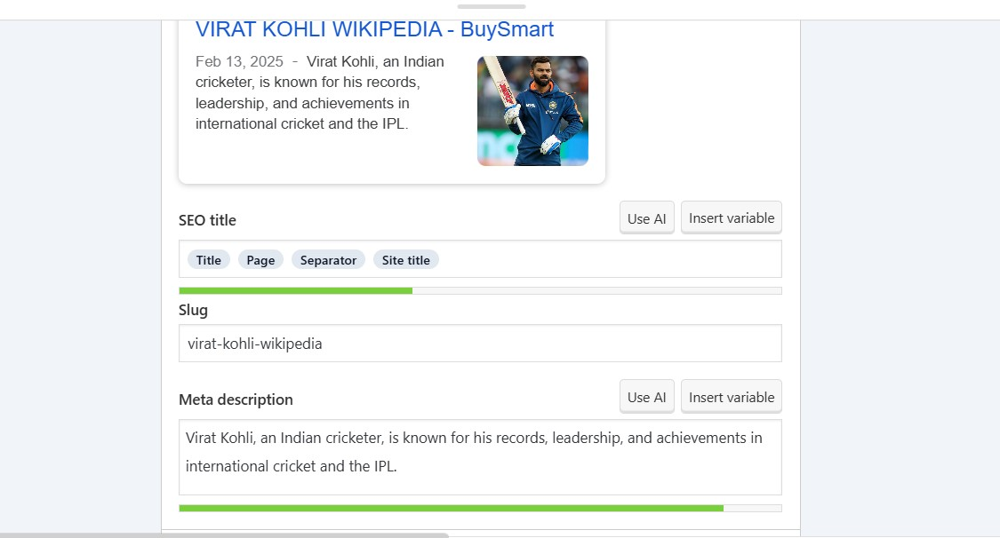 VIRAT KOHLI WIKIPEDIA - BuySmart
Feb 13, 2025 - Virat Kohli, an Indian
cricketer, is known for his records,
leadership, and achievements in
international cricket and the IPL.
SEO title
Use AI
Insert variable
Title Page Separator Site title
Slug
virat-kohli-wikipedia
Meta description
Use AI
Insert variable
Virat Kohli, an Indian cricketer, is known for his records, leadership, and achievements in
international cricket and the IPL.